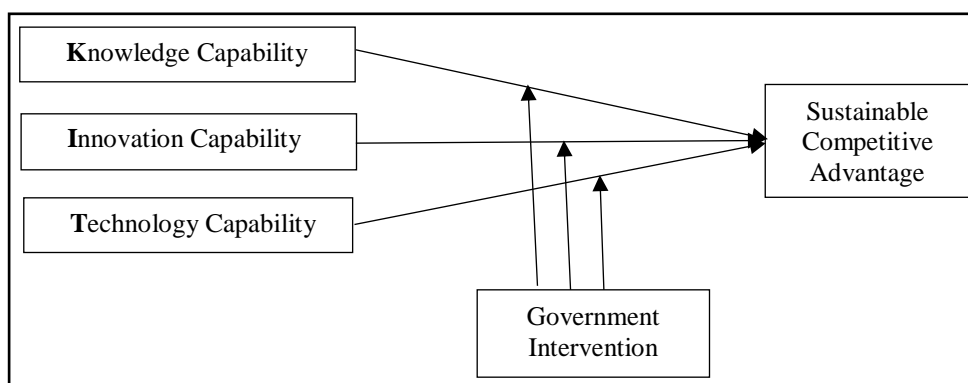 Knowledge Capability
Innovation Capability
Technology Capability
Sustainable
Competitive
Advantage
Government
Intervention